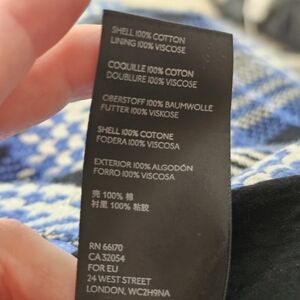 SHELL 100% COTTON
LINING 100% VISCOSE
COQUILLE 100% COTON
DOUBLURE 100% VISCOSE
OBERSTOFF 100% BAUMWOLLE
FUTTER 100% VISKOSE
SHELL 100% COTONE
FODERA 100% VISCOSA
EXTERIOR 100% ALGODÓN
FORRO 100% VISCOSA
壳 100% 棉
衬里 100% 粘胶
RN 66170
CA 32054
FOR EU
24 WEST STREET
LONDON, WC2H9NA